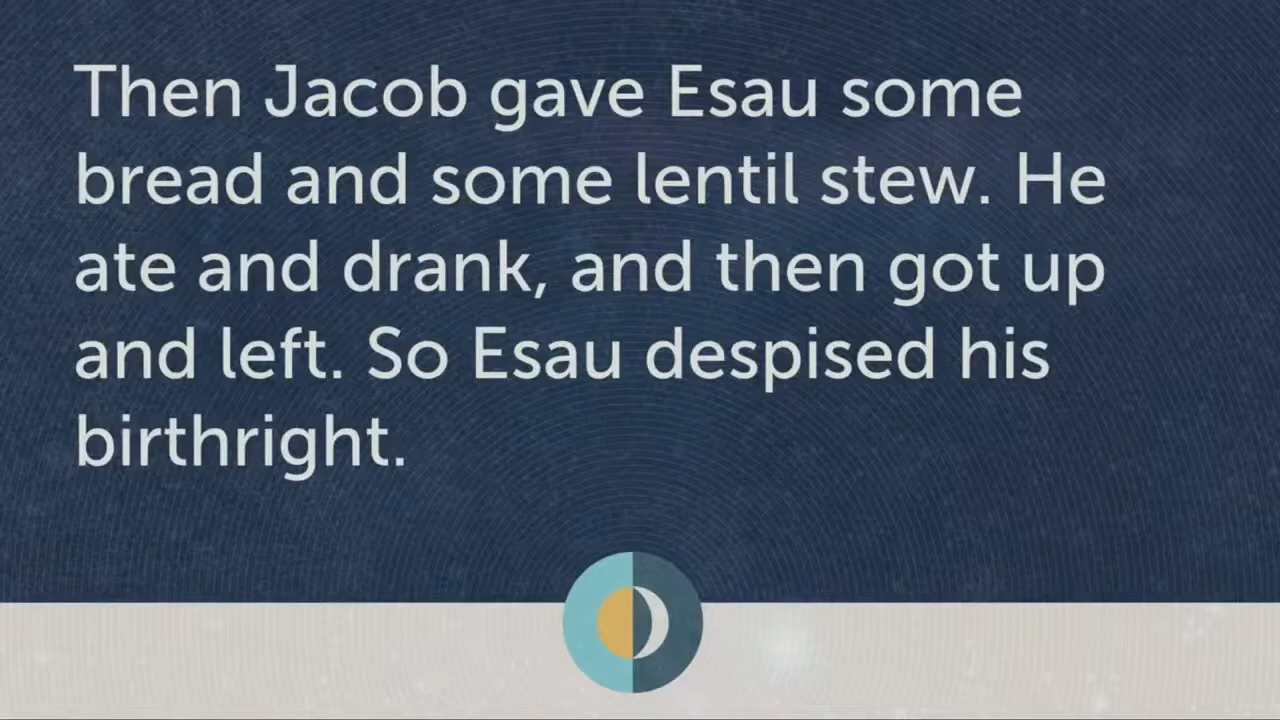 Then Jacob gave Esau some
bread and some lentil stew. He
ate and drank, and then got up
and left. So Esau despised his
birthright.